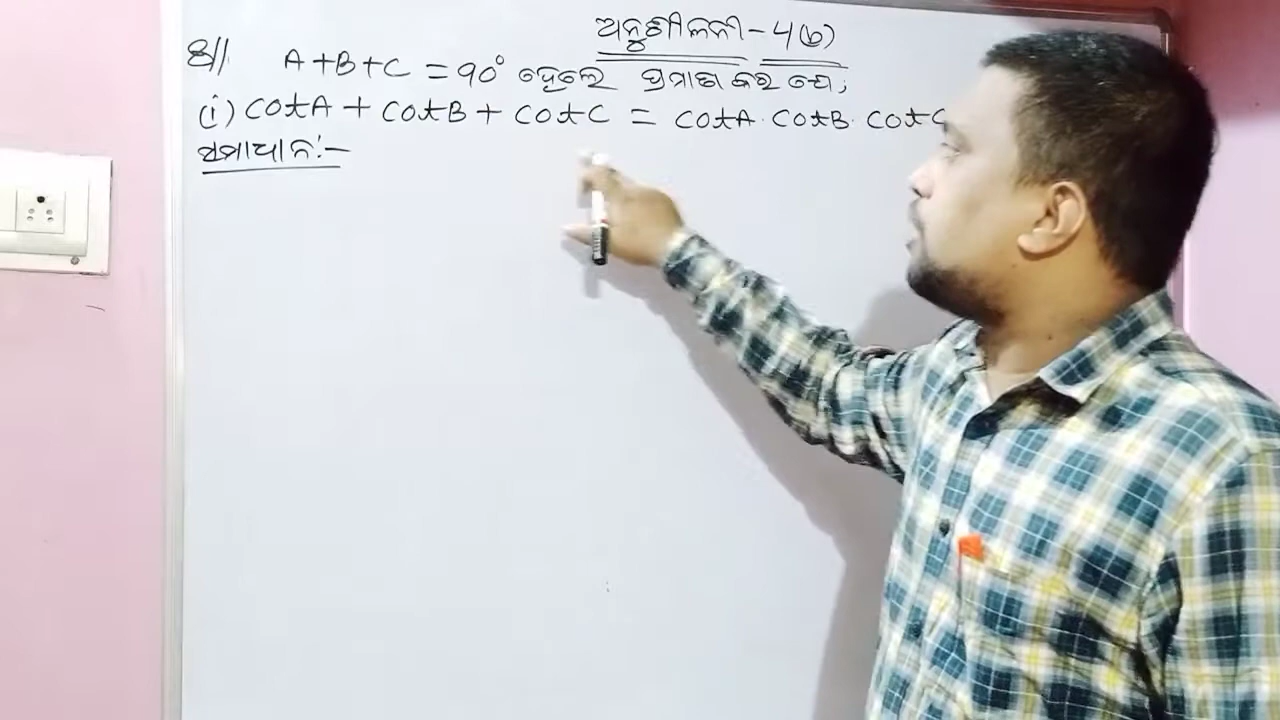 ଅନୁଶୀଳନୀ - 4(b)
8// A+B+C = 90° ହେଲେ ପ୍ରମାଣ କର ଯେ;
(i) cotA + cotB + cotC = cotA. cotB. cotC
ସମାଧାନ:-